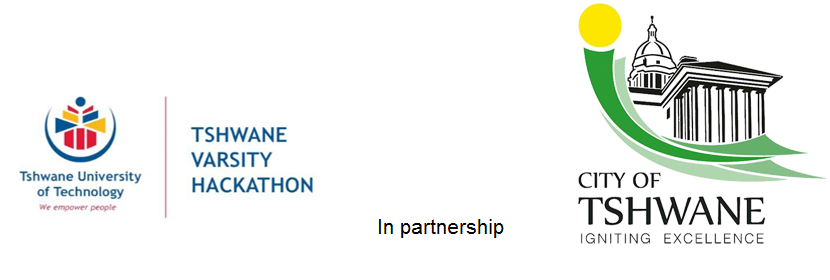 Tshwane University
of Technology
We empower people
TSHWANE
VARSITY
HACKATHON
In partnership
CITY OF
TSHWANE
IGNITING EXCELLENCE